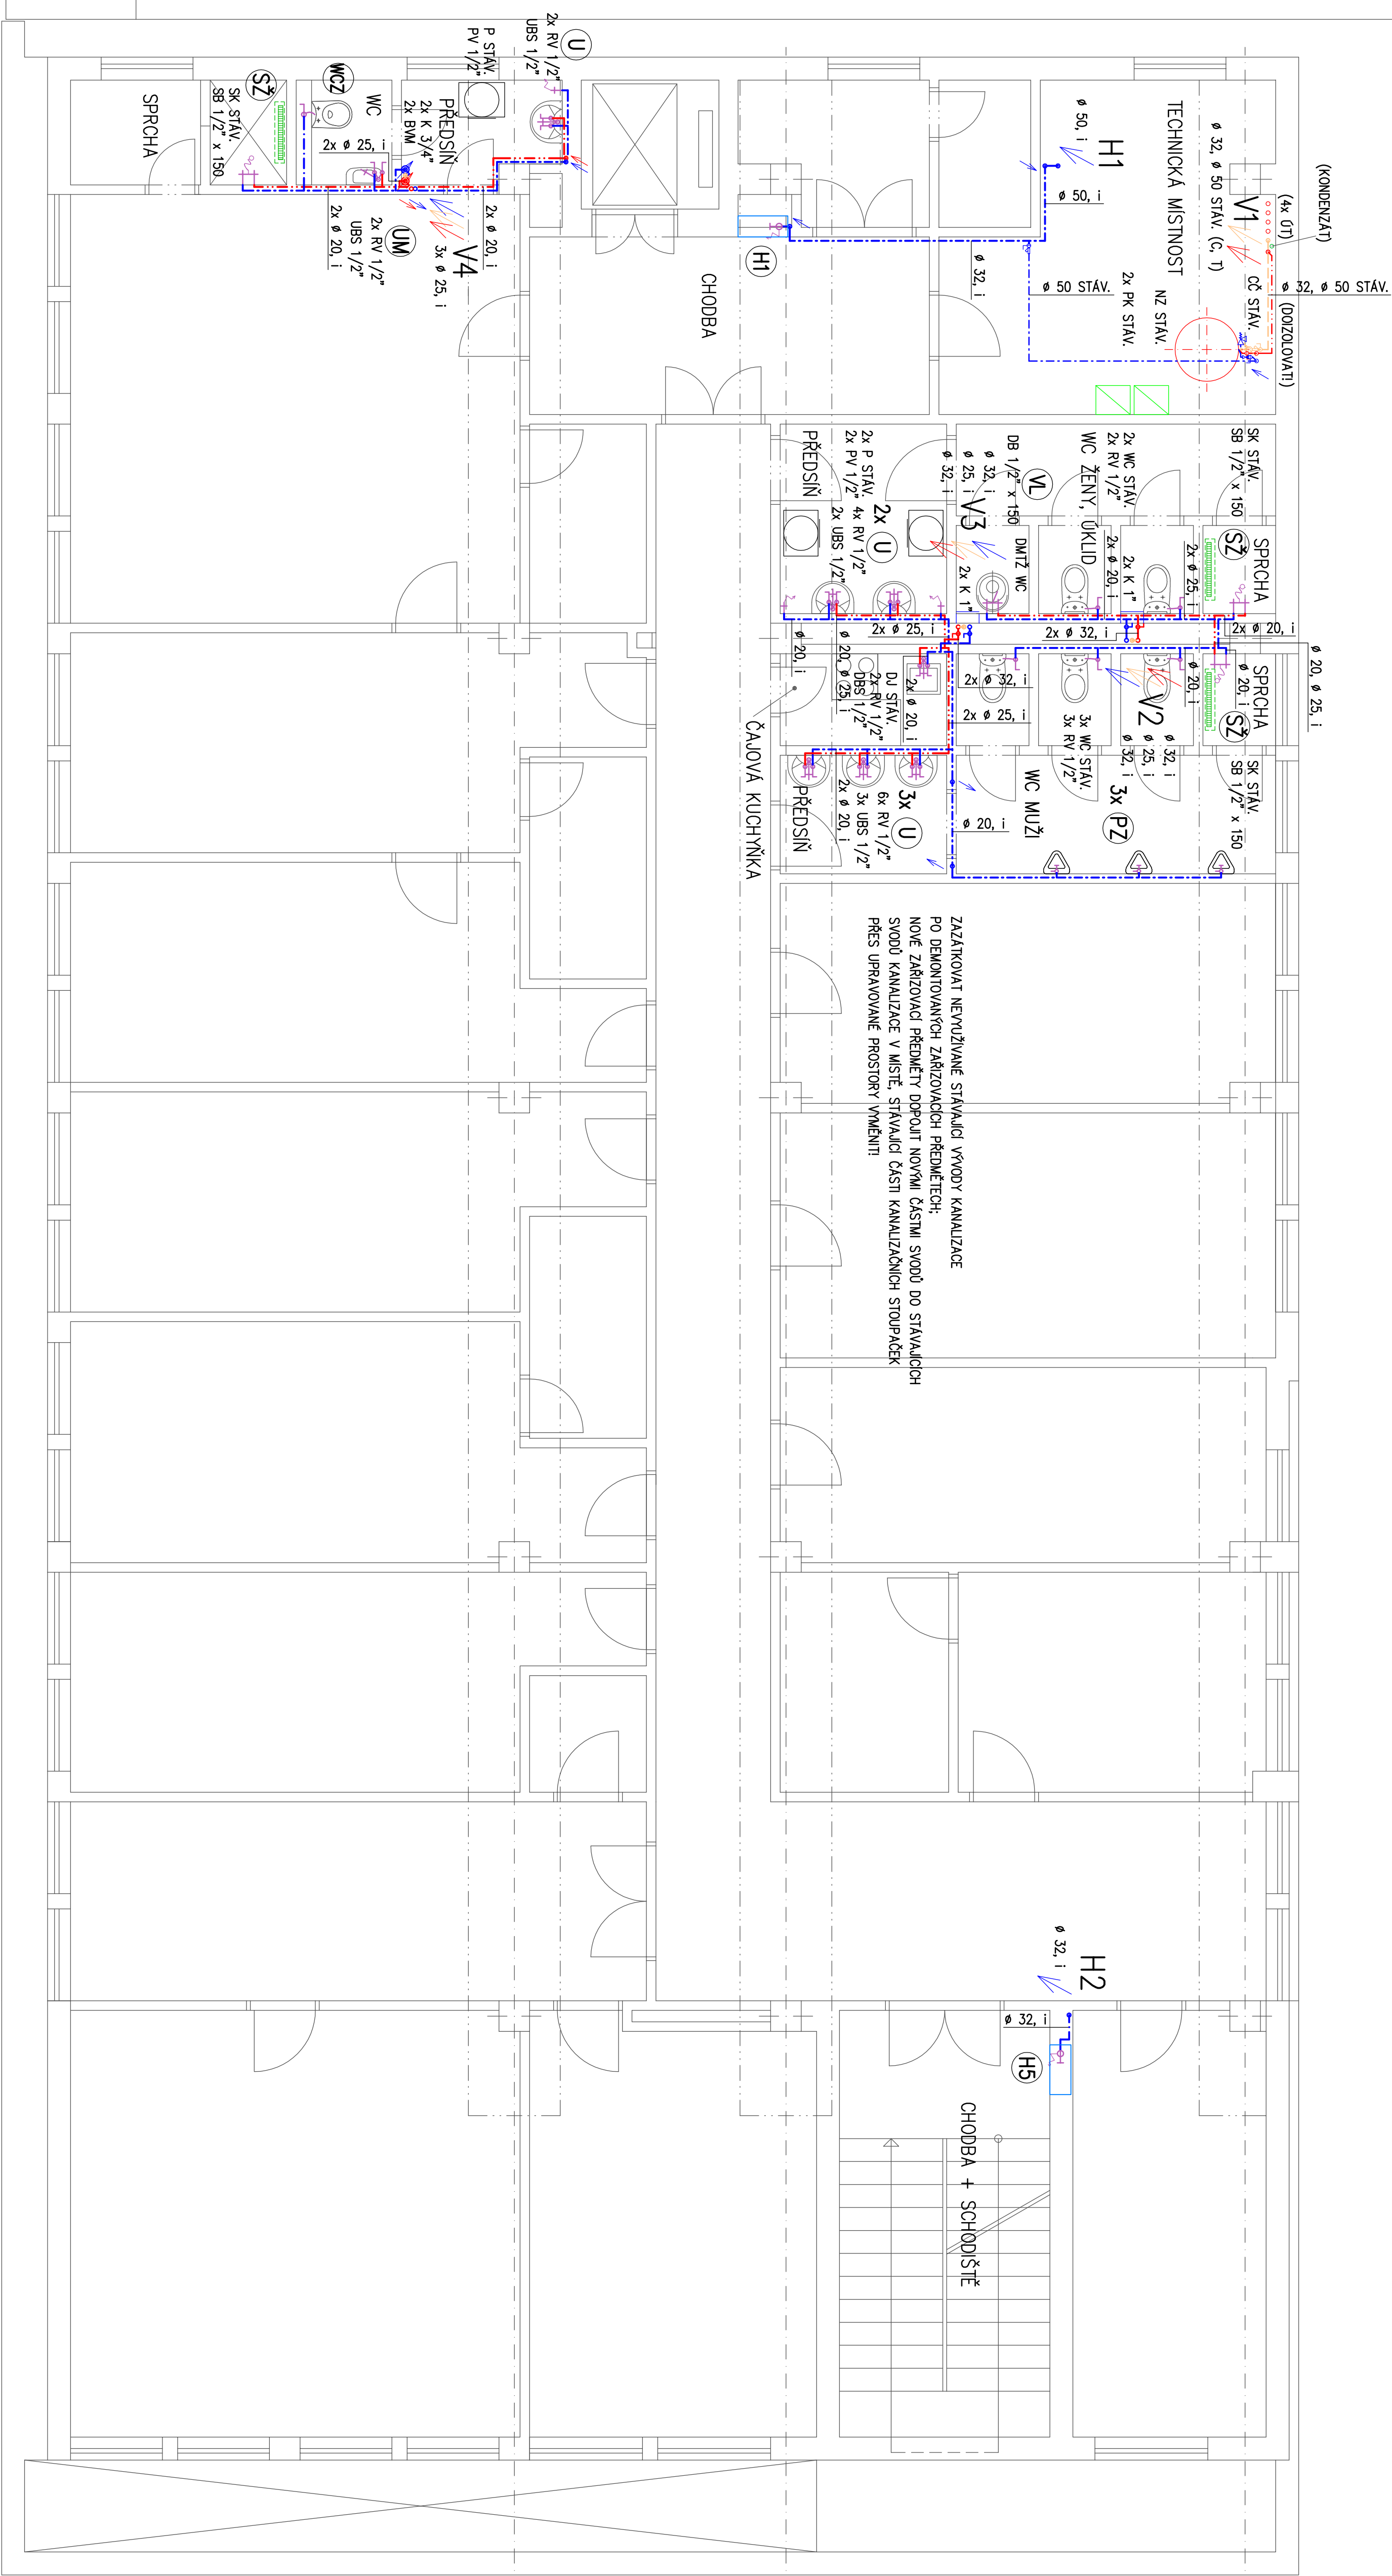 (KONDENZÁT)
(4x ÚT)
ø 32, ø 50 STÁV.
(DOIZOLOVAT!)
V1
ø 32, ø 50 STÁV. (C, T)
CČ STÁV.
TECHNICKÁ MÍSTNOST
NZ STÁV.
2x PK STÁV.
H1
ø 50, i
ø 50, i
ø 50 STÁV.
ø 32, i
H1
CHODBA
U
2x RV 1/2"
UBS 1/2"
P STÁV.
PV 1/2"
PŘEDSÍŇ
2x K 3/4"
2x BVM
WC
WCZ
2x ø 25, i
SŽ
SK STÁV.
SB 1/2" x 150
SPRCHA
2x ø 20, i
V4
3x ø 25, i
UM
2x RV 1/2"
UBS 1/2"
2x ø 20, i
SK STÁV.
SB 1/2" x 150
SŽ
SPRCHA
2x ø 25, i
2x WC STÁV.
2x RV 1/2"
WC ŽENY, ÚKLID
2x ø 20, i
2x K 1"
VL
DB 1/2" x 150
DMTŽ WC
V3
ø 32, i
ø 25, i
ø 32, i
2x K 1"
2x U
2x P STÁV.
2x PV 1/2"
4x RV 1/2"
2x UBS 1/2"
PŘEDSÍŇ
2x ø 20, i
ø 20, ø 25, i
2x ø 32, i
2x ø 25, i
ø 20, ø 25, i
ø 20, i
ø 20, i
SPRCHA
SŽ
SK STÁV.
SB 1/2" x 150
ø 20, i
V2
ø 32, i
ø 25, i
ø 32, i
3x WC STÁV.
3x RV 1/2"
3x PZ
WC MUŽI
2x ø 32, i
2x ø 25, i
ø 20, i
2x ø 20, i
DJ STÁV.
2x RV 1/2"
DBS 1/2"
3x U
6x RV 1/2"
3x UBS 1/2"
2x ø 20, i
PŘEDSÍŇ
ČAJOVÁ KUCHYŇKA
ZAZÁTKOVAT NEVYUŽÍVANÉ STÁVAJÍCÍ VÝVODY KANALIZACE
PO DEMONTOVANÝCH ZAŘIZOVACÍCH PŘEDMĚTECH;
NOVÉ ZAŘIZOVACÍ PŘEDMĚTY DOPOJIT NOVÝMI ČÁSTMI SVODŮ DO STÁVAJÍCÍCH
SVODŮ KANALIZACE V MÍSTĚ, STÁVAJÍCÍ ČÁSTI KANALIZAČNÍCH STOUPAČEK
PŘES UPRAVOVANÉ PROSTORY VYMĚNIT!
H2
ø 32, i
ø 32, i
H5
CHODBA + SCHODIŠTĚ